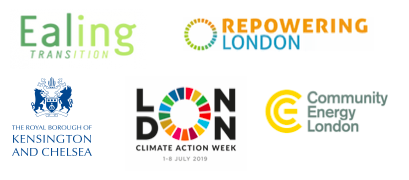 Ealing
TRANSITION
REPOWERING
LONDON
THE ROYAL BOROUGH OF
KENSINGTON
AND CHELSEA
LON
DON
CLIMATE ACTION WEEK
1-8 JULY 2019
Community
Energy
London